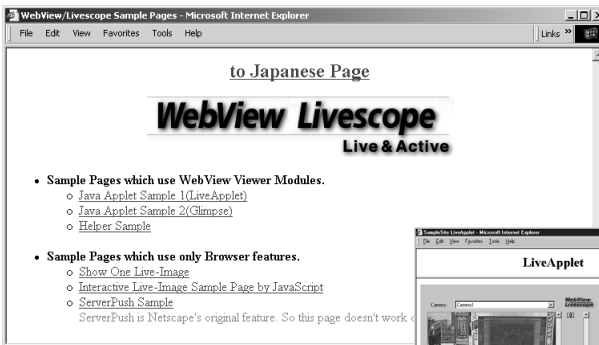 WebView/Livescope Sample Pages - Microsoft Internet Explorer
File Edit View Favorites Tools Help
Links »
to Japanese Page
WebView Livescope
Live & Active
• Sample Pages which use WebView Viewer Modules.
o Java Applet Sample 1(LiveApplet)
o Java Applet Sample 2(Glimpse)
o Helper Sample
• Sample Pages which use only Browser features.
o Show One Live-Image
o Interactive Live-Image Sample Page by JavaScript
o ServerPush Sample
ServerPush is Netscape's original feature. So this page doesn't work
SampleSite LiveApplet - Microsoft Internet Explorer
File Edit View Favorites Tools Help
LiveApplet
Camera: Camera1
WebView
Livescope